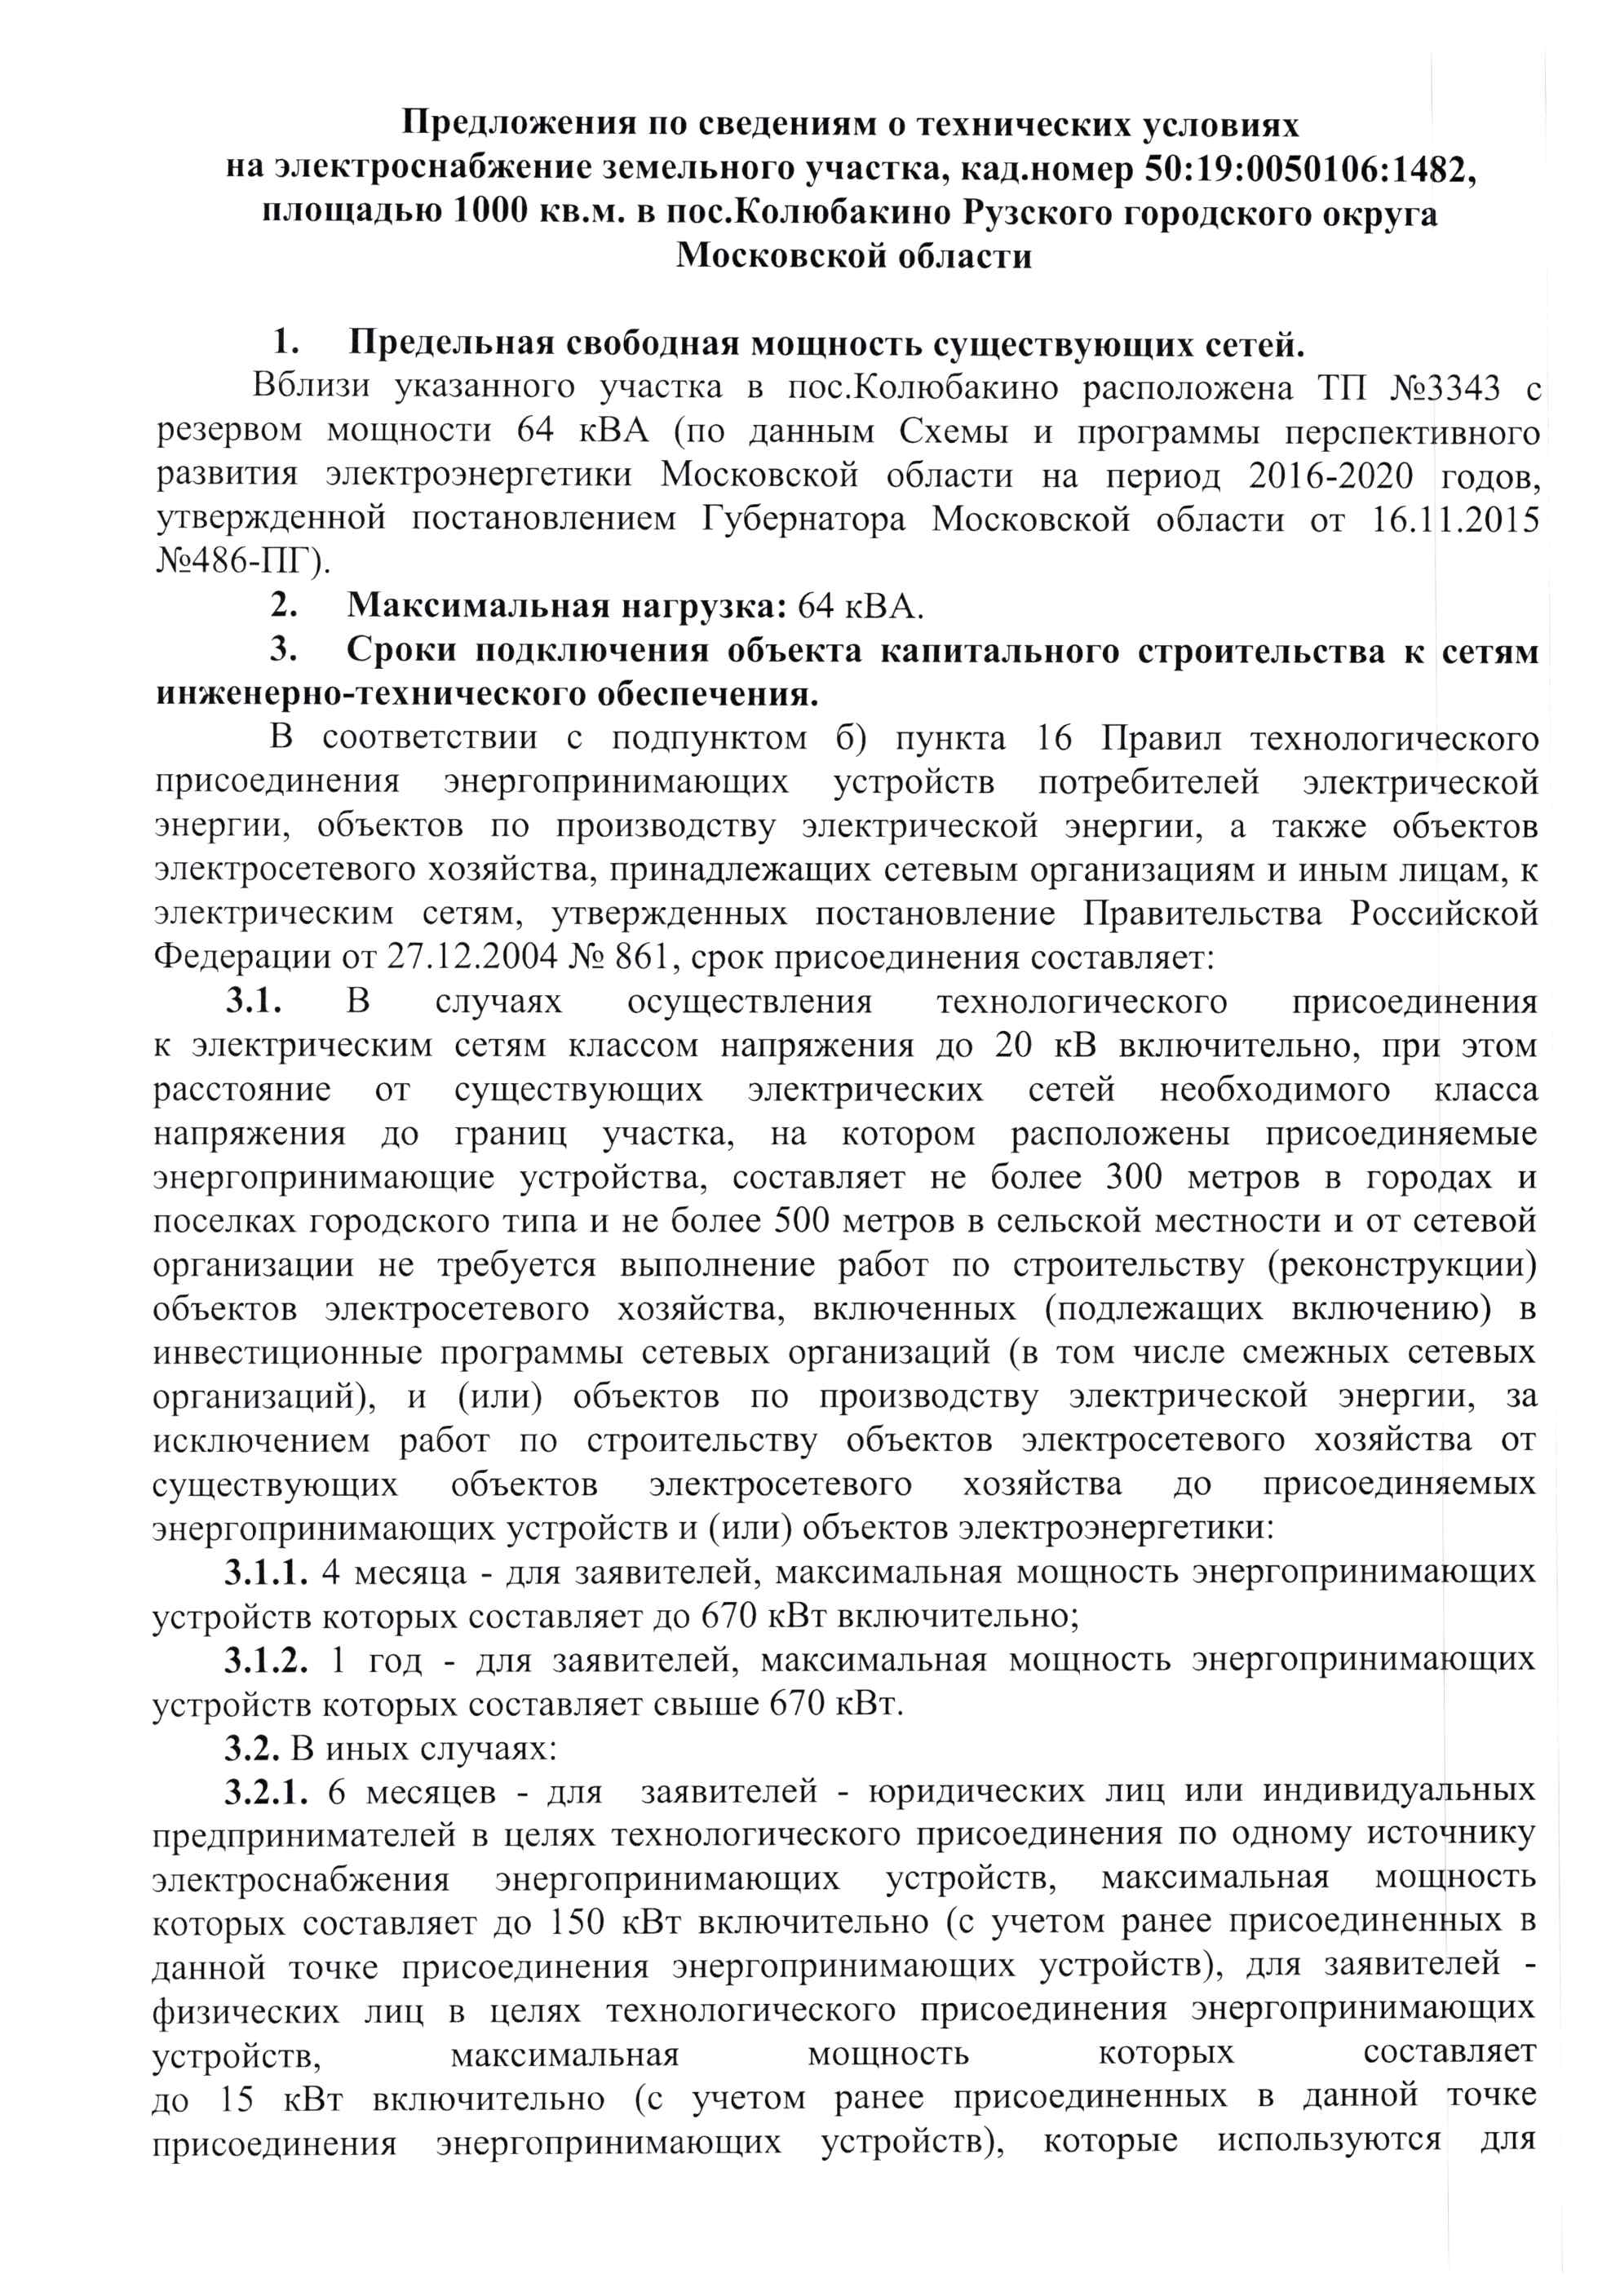 Предложения по сведениям о технических условиях
на электроснабжение земельного участка, кад.номер 50:19:0050106:1482,
площадью 1000 кв.м. в пос.Колюбакино Рузского городского округа
Московской области
1. Предельная свободная мощность существующих сетей.
Вблизи указанного участка в пос.Колюбакино расположена ТП №3343 с
резервом мощности 64 кВА (по данным Схемы и программы перспективного
развития электроэнергетики Московской области на период 2016-2020 годов,
утвержденной постановлением Губернатора Московской области от 16.11.2015
№486-ПГ).
2. Максимальная нагрузка: 64 кВА.
3. Сроки подключения объекта капитального строительства к сетям
инженерно-технического обеспечения.
В соответствии с подпунктом б) пункта 16 Правил технологического
присоединения энергопринимающих устройств потребителей электрической
энергии, объектов по производству электрической энергии, а также объектов
электросетевого хозяйства, принадлежащих сетевым организациям и иным лицам, к
электрическим сетям, утвержденных постановление Правительства Российской
Федерации от 27.12.2004 № 861, срок присоединения составляет:
3.1. В случаях осуществления технологического присоединения
к электрическим сетям классом напряжения до 20 кВ включительно, при этом
расстояние от существующих электрических сетей необходимого класса
напряжения до границ участка, на котором расположены присоединяемые
энергопринимающие устройства, составляет не более 300 метров в городах и
поселках городского типа и не более 500 метров в сельской местности и от сетевой
организации не требуется выполнение работ по строительству (реконструкции)
объектов электросетевого хозяйства, включенных (подлежащих включению) в
инвестиционные программы сетевых организаций (в том числе смежных сетевых
организаций), и (или) объектов по производству электрической энергии, за
исключением работ по строительству объектов электросетевого хозяйства от
существующих объектов электросетевого хозяйства до присоединяемых
энергопринимающих устройств и (или) объектов электроэнергетики:
3.1.1. 4 месяца - для заявителей, максимальная мощность энергопринимающих
устройств которых составляет до 670 кВт включительно;
3.1.2. 1 год - для заявителей, максимальная мощность энергопринимающих
устройств которых составляет свыше 670 кВт.
3.2. В иных случаях:
3.2.1. 6 месяцев - для заявителей - юридических лиц или индивидуальных
предпринимателей в целях технологического присоединения по одному источнику
электроснабжения энергопринимающих устройств, максимальная мощность
которых составляет до 150 кВт включительно (с учетом ранее присоединенных в
данной точке присоединения энергопринимающих устройств), для заявителей -
физических лиц в целях технологического присоединения энергопринимающих
устройств, максимальная мощность которых составляет
до 15 кВт включительно (с учетом ранее присоединенных в данной точке
присоединения энергопринимающих устройств), которые используются для